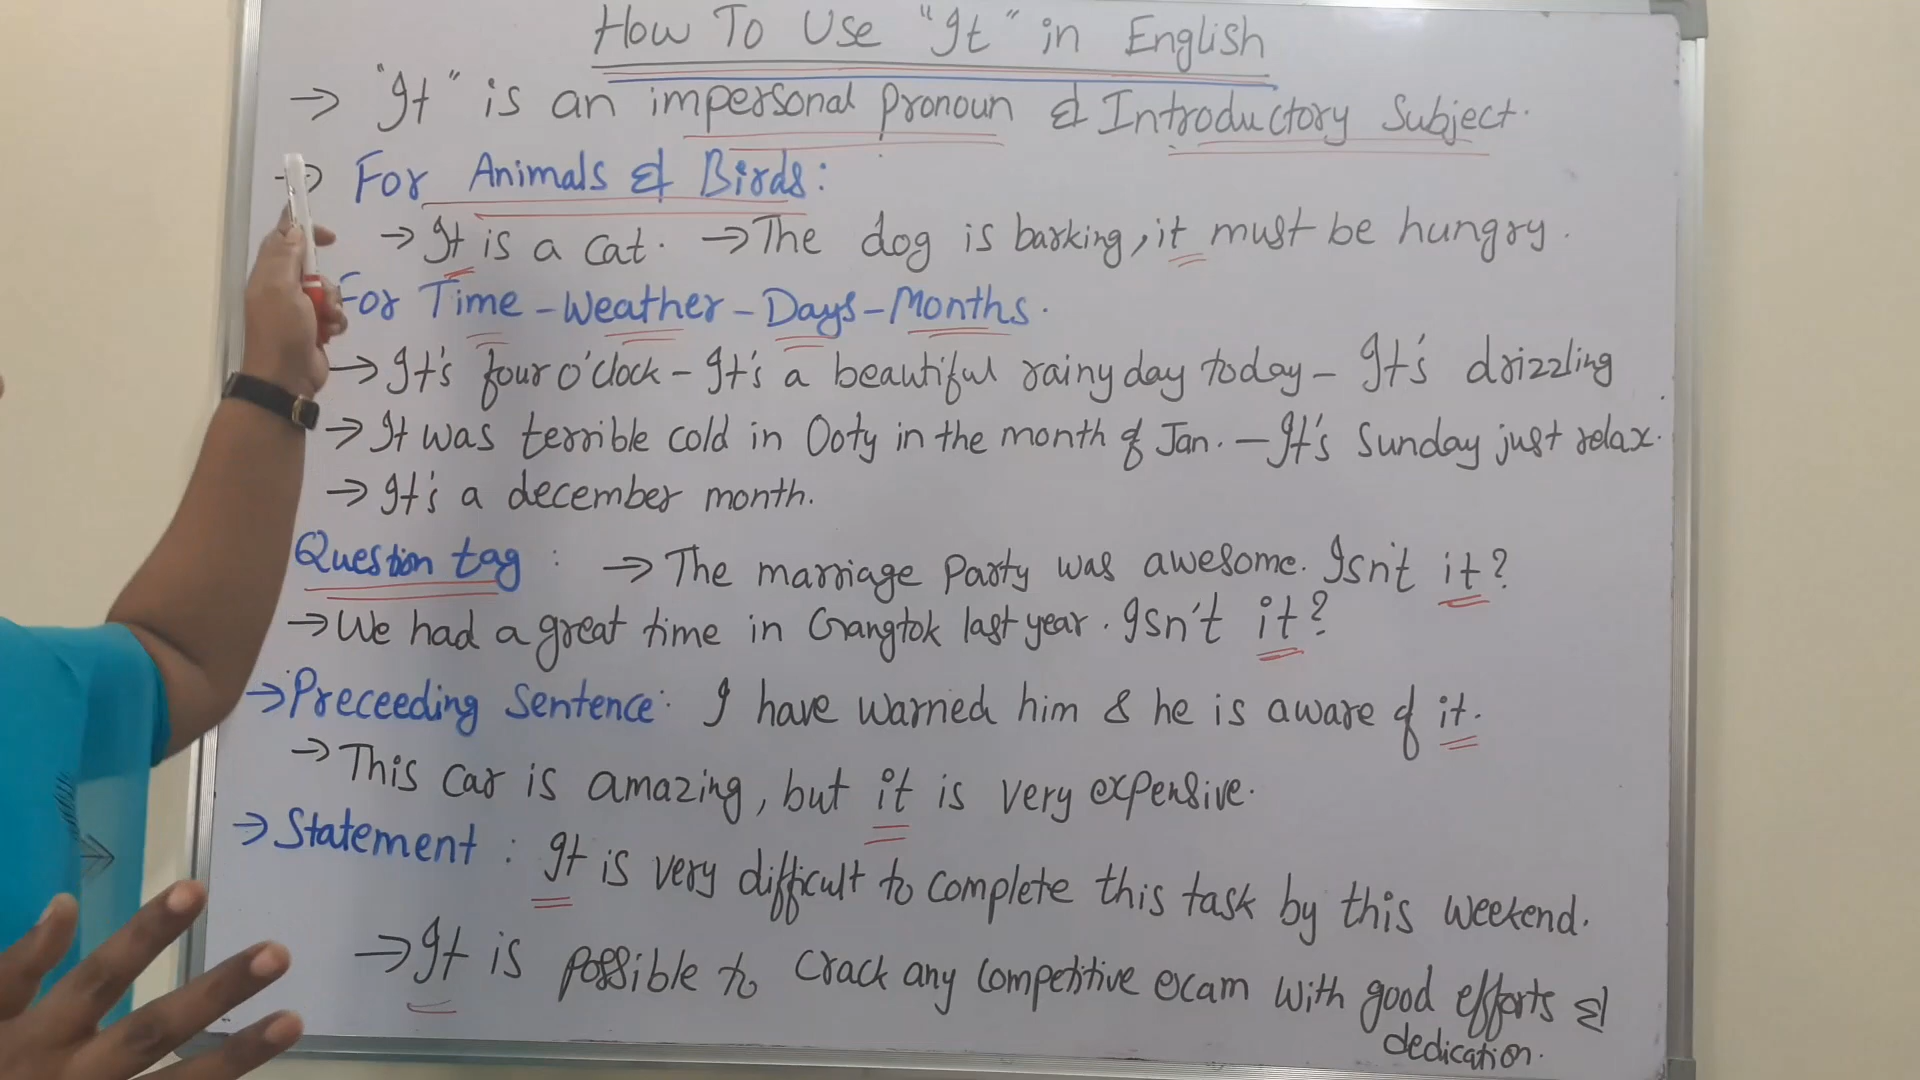 How To Use "It" in English
→ "It" is an impersonal pronoun & Introductory Subject.
→ For Animals & Birds:
→ It is a cat. → The dog is barking, it must be hungry.
For Time - Weather - Days - Months.
→ It's four o'clock - It's a beautiful rainy day today - It's drizzling
→ It was terrible cold in Ooty in the month of Jan. - It's Sunday just relax.
→ It's a december month.
Question tag : → The marriage Party was awesome. Isn't it?
→ We had a great time in Gangtok last year. Isn't it?
→ Preceeding Sentence: I have warned him & he is aware of it.
→ This car is amazing, but it is very expensive.
→ Statement : It is very difficult to complete this task by this weekend.
→ It is possible to crack any competitive exam with good efforts &
dedication.